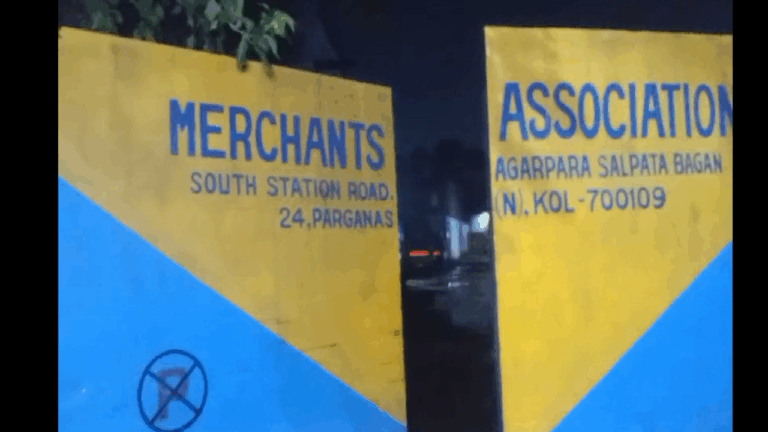 MERCHANTS ASSOCIATION
SOUTH STATION ROAD. AGARPARA SALPATA BAGAN
24, PARGANAS (N). KOL-700109
P